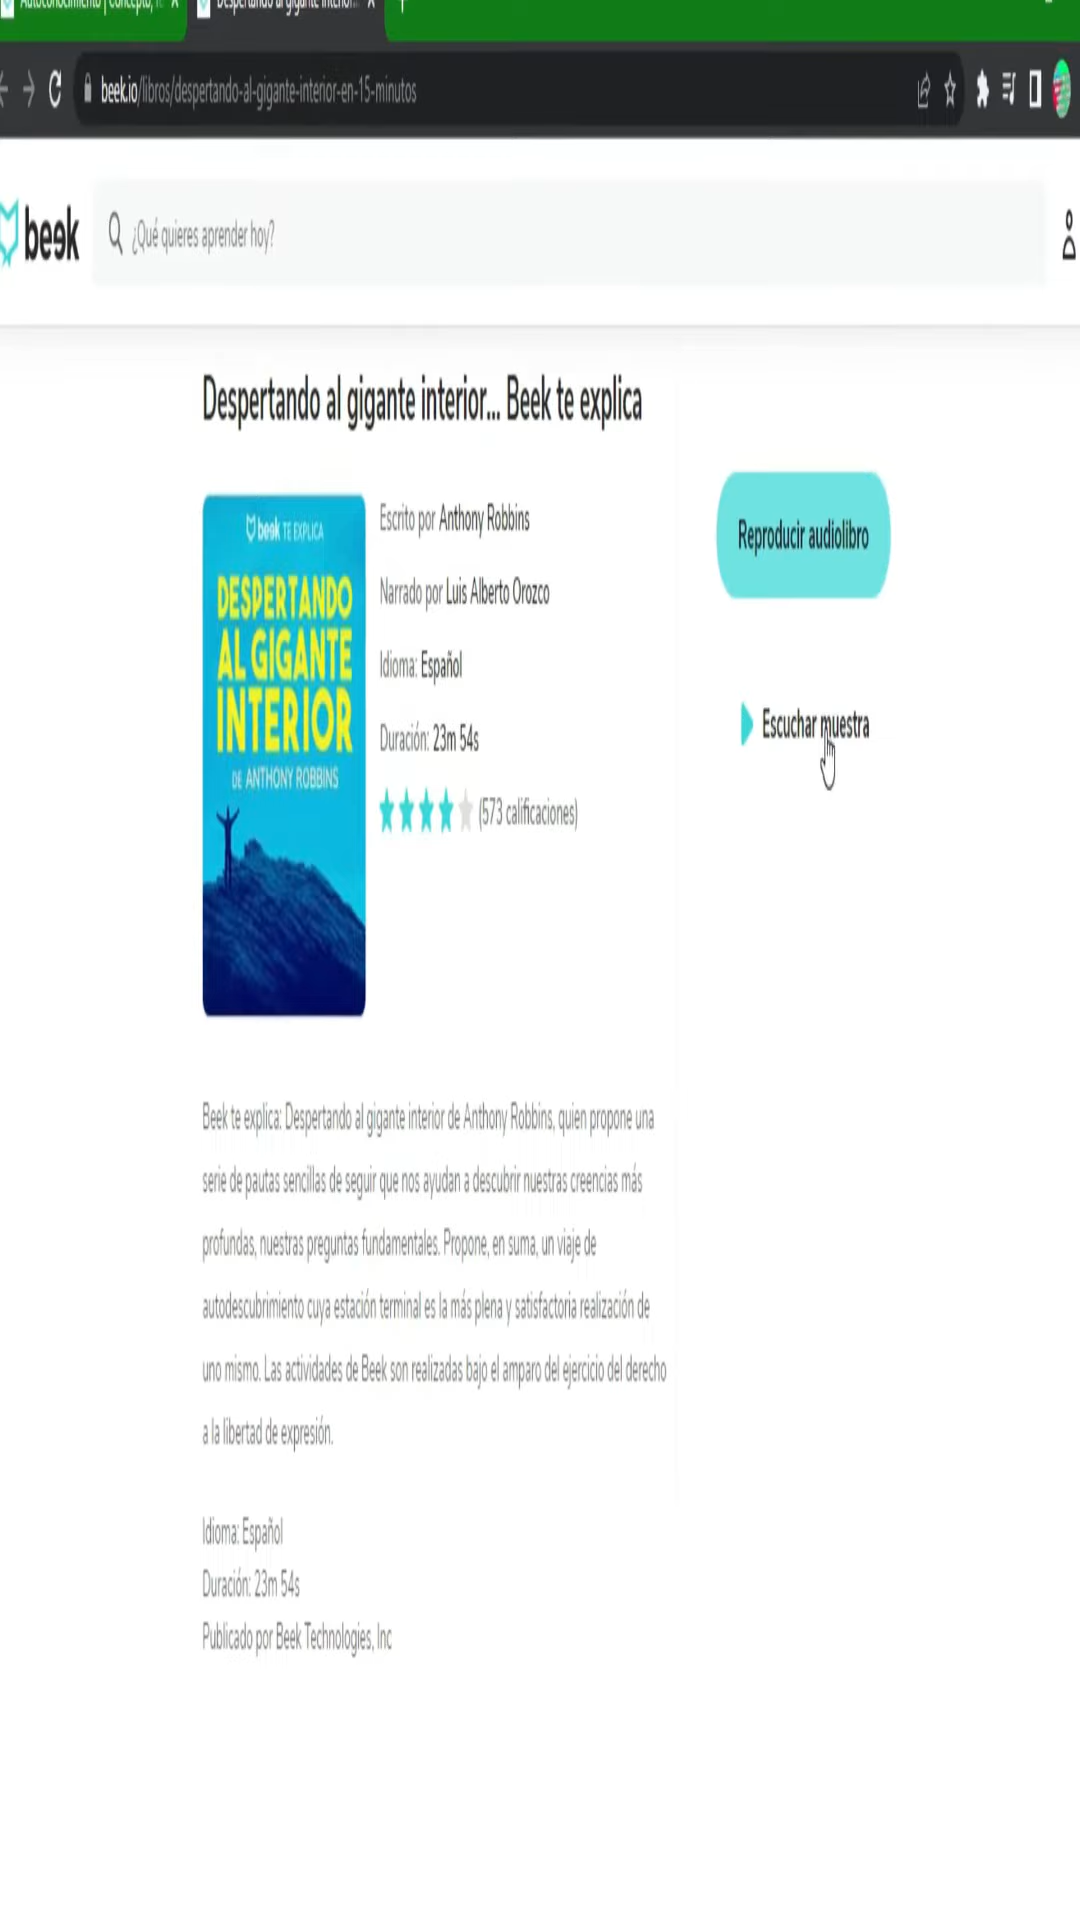 Autoconocimiento | Concepto,
Despertando al gigante interior...
beek.io/libros/despertando-al-gigante-interior-en-15-minutos
beek
¿Qué quieres aprender hoy?
Despertando al gigante interior... Beek te explica
beek TE EXPLICA
DESPERTANDO
AL GIGANTE
INTERIOR
DE ANTHONY ROBBINS
Escrito por Anthony Robbins
Narrado por Luis Alberto Orozco
Idioma: Español
Duración: 23m 54s
(573 calificaciones)
Reproducir audiolibro
Escuchar muestra
Beek te explica: Despertando al gigante interior de Anthony Robbins, quien propone una
serie de pautas sencillas de seguir que nos ayudan a descubrir nuestras creencias más
profundas, nuestras preguntas fundamentales. Propone, en suma, un viaje de
autodescubrimiento cuya estación terminal es la más plena y satisfactoria realización de
uno mismo. Las actividades de Beek son realizadas bajo el amparo del ejercicio del derecho
a la libertad de expresión.
Idioma: Español
Duración: 23m 54s
Publicado por Beek Technologies, Inc